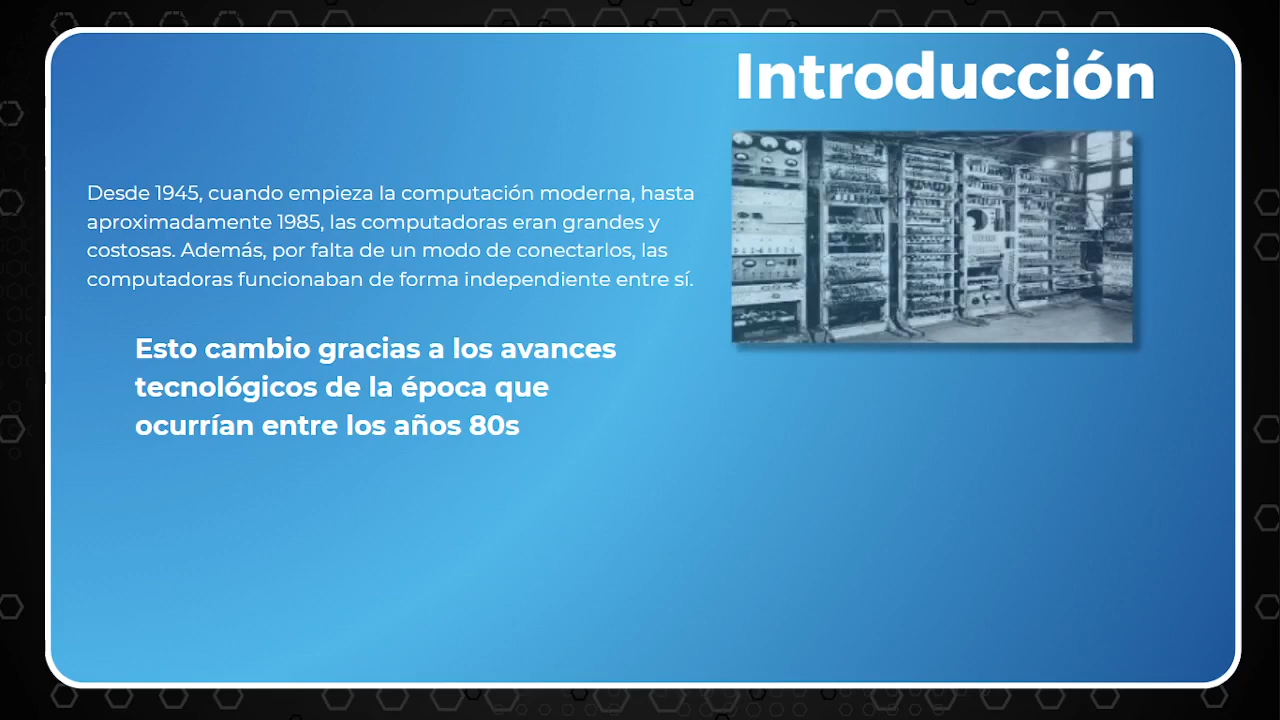 Introducción
Desde 1945, cuando empieza la computación moderna, hasta
aproximadamente 1985, las computadoras eran grandes y
costosas. Además, por falta de un modo de conectarlos, las
computadoras funcionaban de forma independiente entre sí.
Esto cambio gracias a los avances
tecnológicos de la época que
ocurrían entre los años 80s